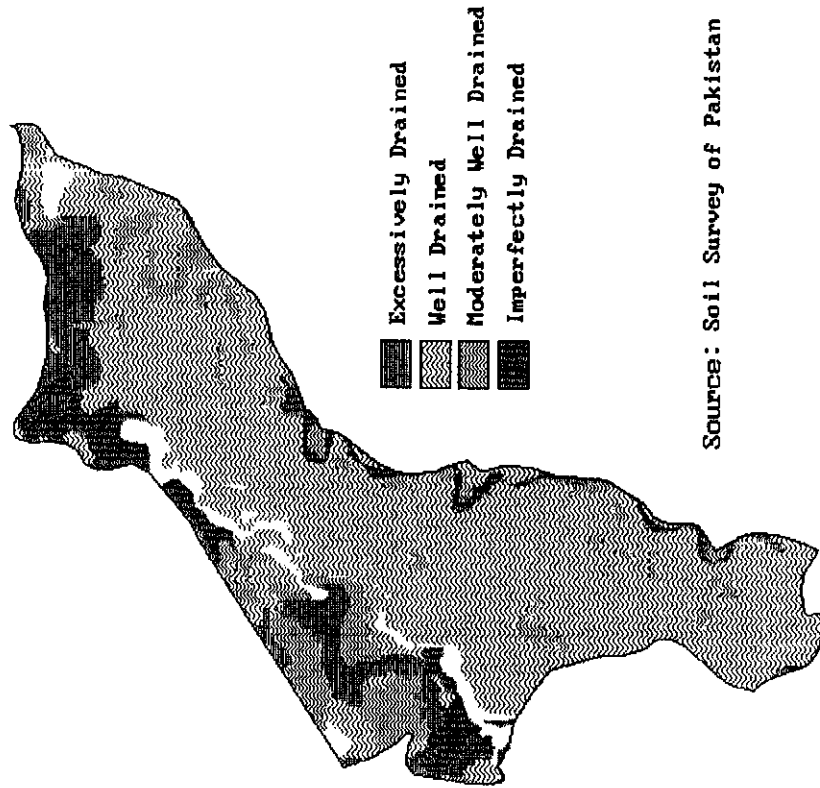 Excessively Drained
Well Drained
Moderately Well Drained
Imperfectly Drained
Source: Soil Survey of Pakistan